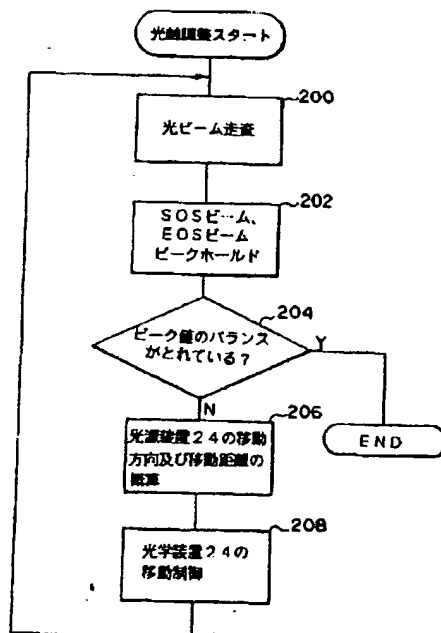 光軸調整スタート
200
光ビーム走査
202
SOSビーム、
EOSビーム
ピークホールド
204
ピーク値のバランス
がとれている?
Y
N
END
206
光源装置24の移動
方向及び移動距離の
概算
208
光学装置24の
移動制御